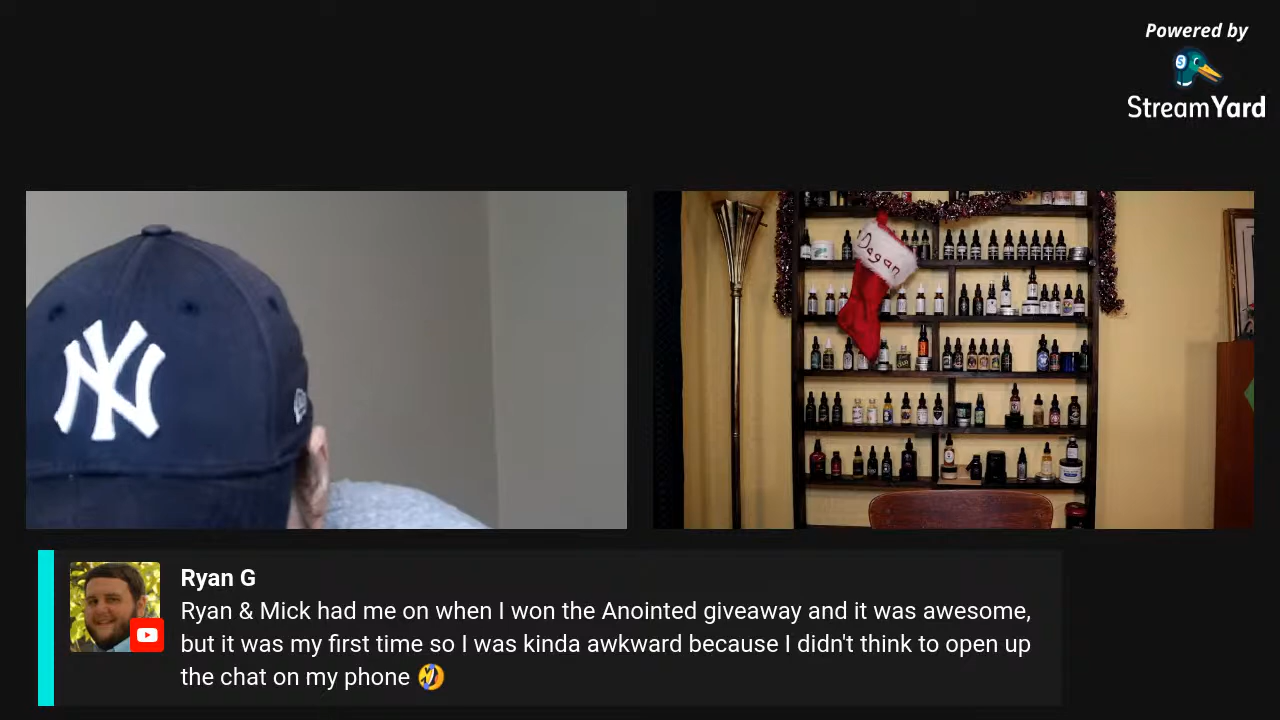 Powered by
StreamYard
NY
Degan
Ryan G
Ryan & Mick had me on when I won the Anointed giveaway and it was awesome,
but it was my first time so I was kinda awkward because I didn't think to open up
the chat on my phone 🤣